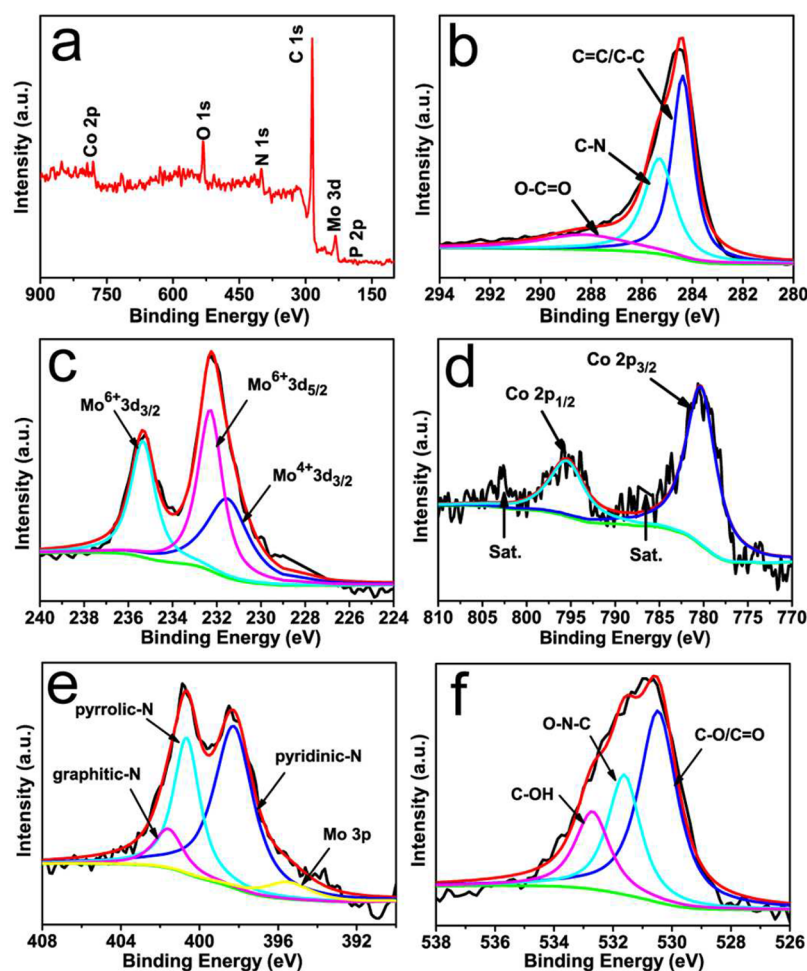 a
Co 2p
O 1s
N 1s
C 1s
Mo 3d
P 2p
Intensity (a.u.)
900 750 600 450 300 150
Binding Energy (eV)
b
C=C/C-C
C-N
O-C=O
Intensity (a.u.)
294 292 290 288 286 284 282 280
Binding Energy (eV)
c
Mo6+3d3/2
Mo6+3d5/2
Mo4+3d3/2
Intensity (a.u.)
240 238 236 234 232 230 228 226 224
Binding Energy (eV)
d
Co 2p3/2
Co 2p1/2
Sat.
Sat.
Intensity (a.u.)
810 805 800 795 790 785 780 775 770
Binding Energy (eV)
e
pyrrolic-N
graphitic-N
pyridinic-N
Mo 3p
Intensity (a.u.)
408 404 400 396 392
Binding Energy (eV)
f
O-N-C
C-OH
C-O/C=O
Intensity (a.u.)
538 536 534 532 530 528 526
Binding Energy (eV)